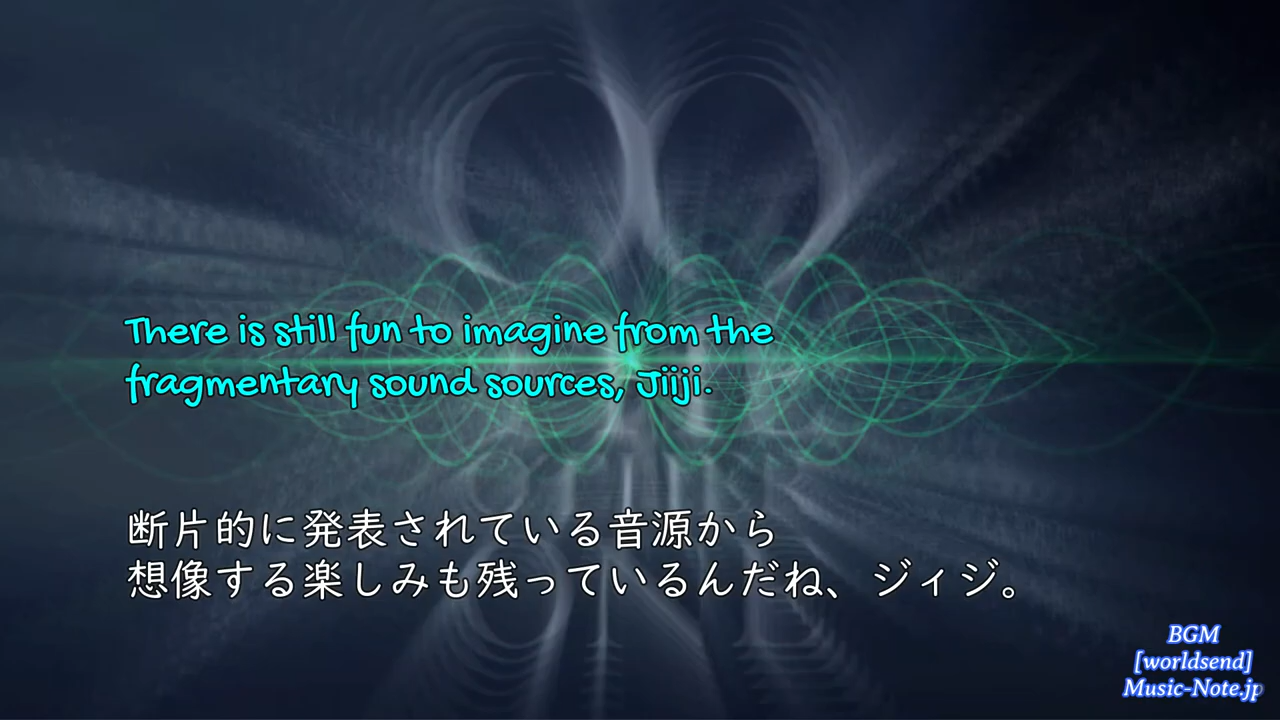 There is still fun to imagine from the
fragmentary sound sources, Jiiji.
断片的に発表されている音源から
想像する楽しみも残っているんだね、ジィジ。
BGM
[worldsend]
Music-Note.jp